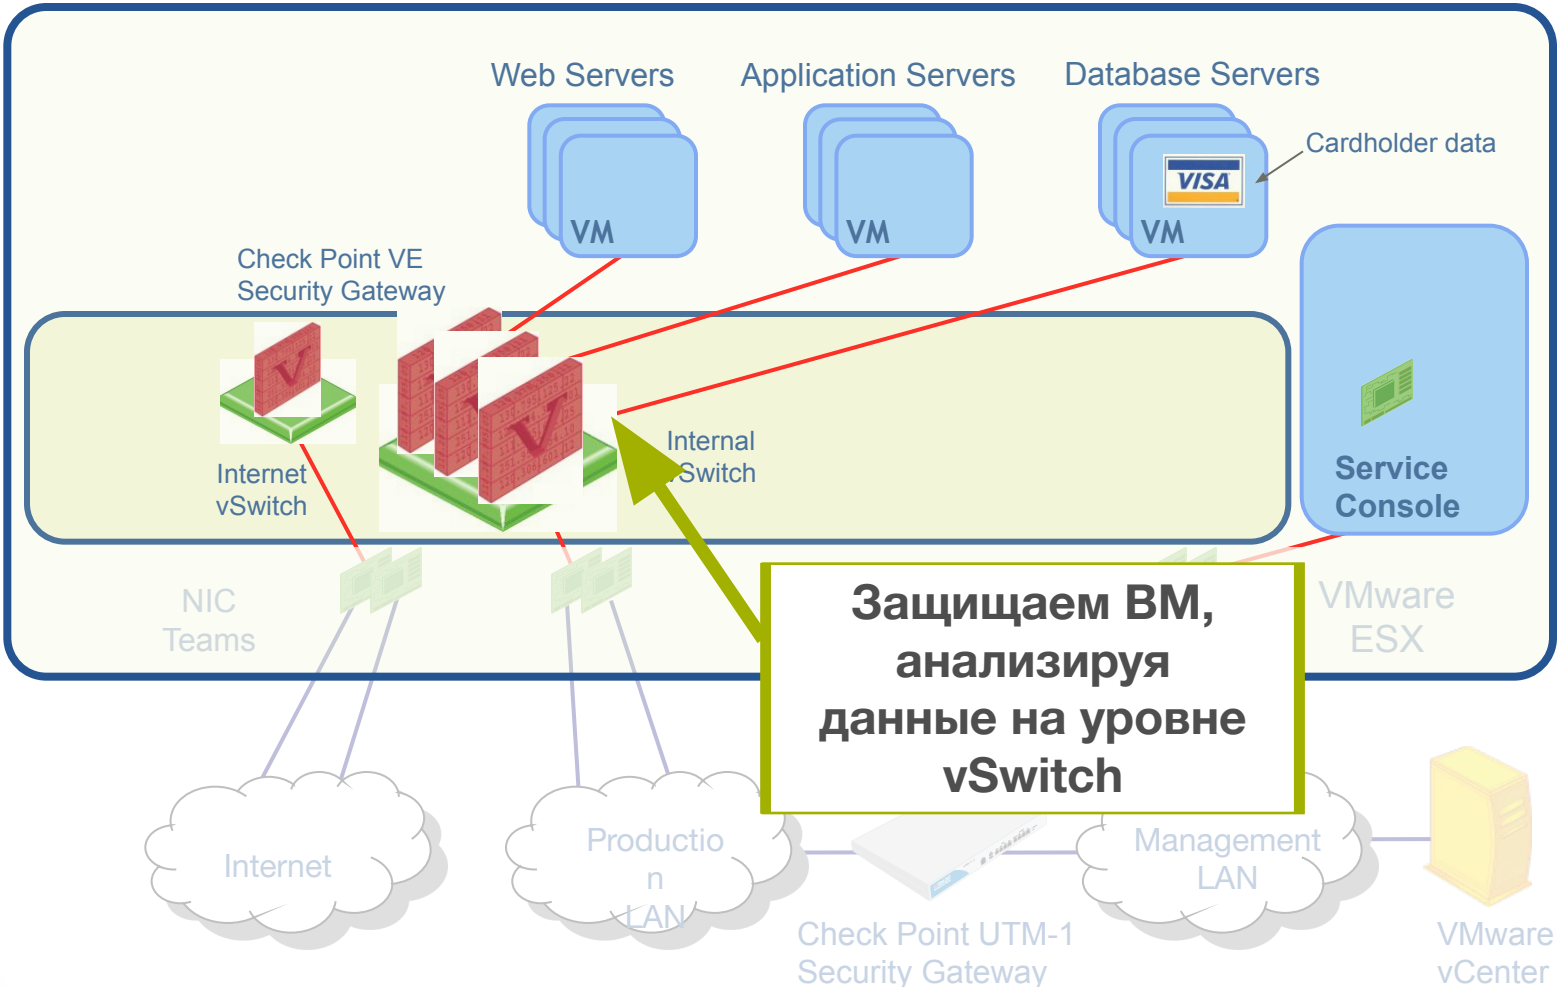 Web Servers
Application Servers
Database Servers
Cardholder data
VISA
VM
VM
VM
Check Point VE
Security Gateway
V
V
Internet
vSwitch
Internal
vSwitch
Service
Console
NIC
Teams
VMware
ESX
Защищаем ВМ,
анализируя
данные на уровне
vSwitch
Internet
Productio
n
LAN
Management
LAN
Check Point UTM-1
Security Gateway
VMware
vCenter